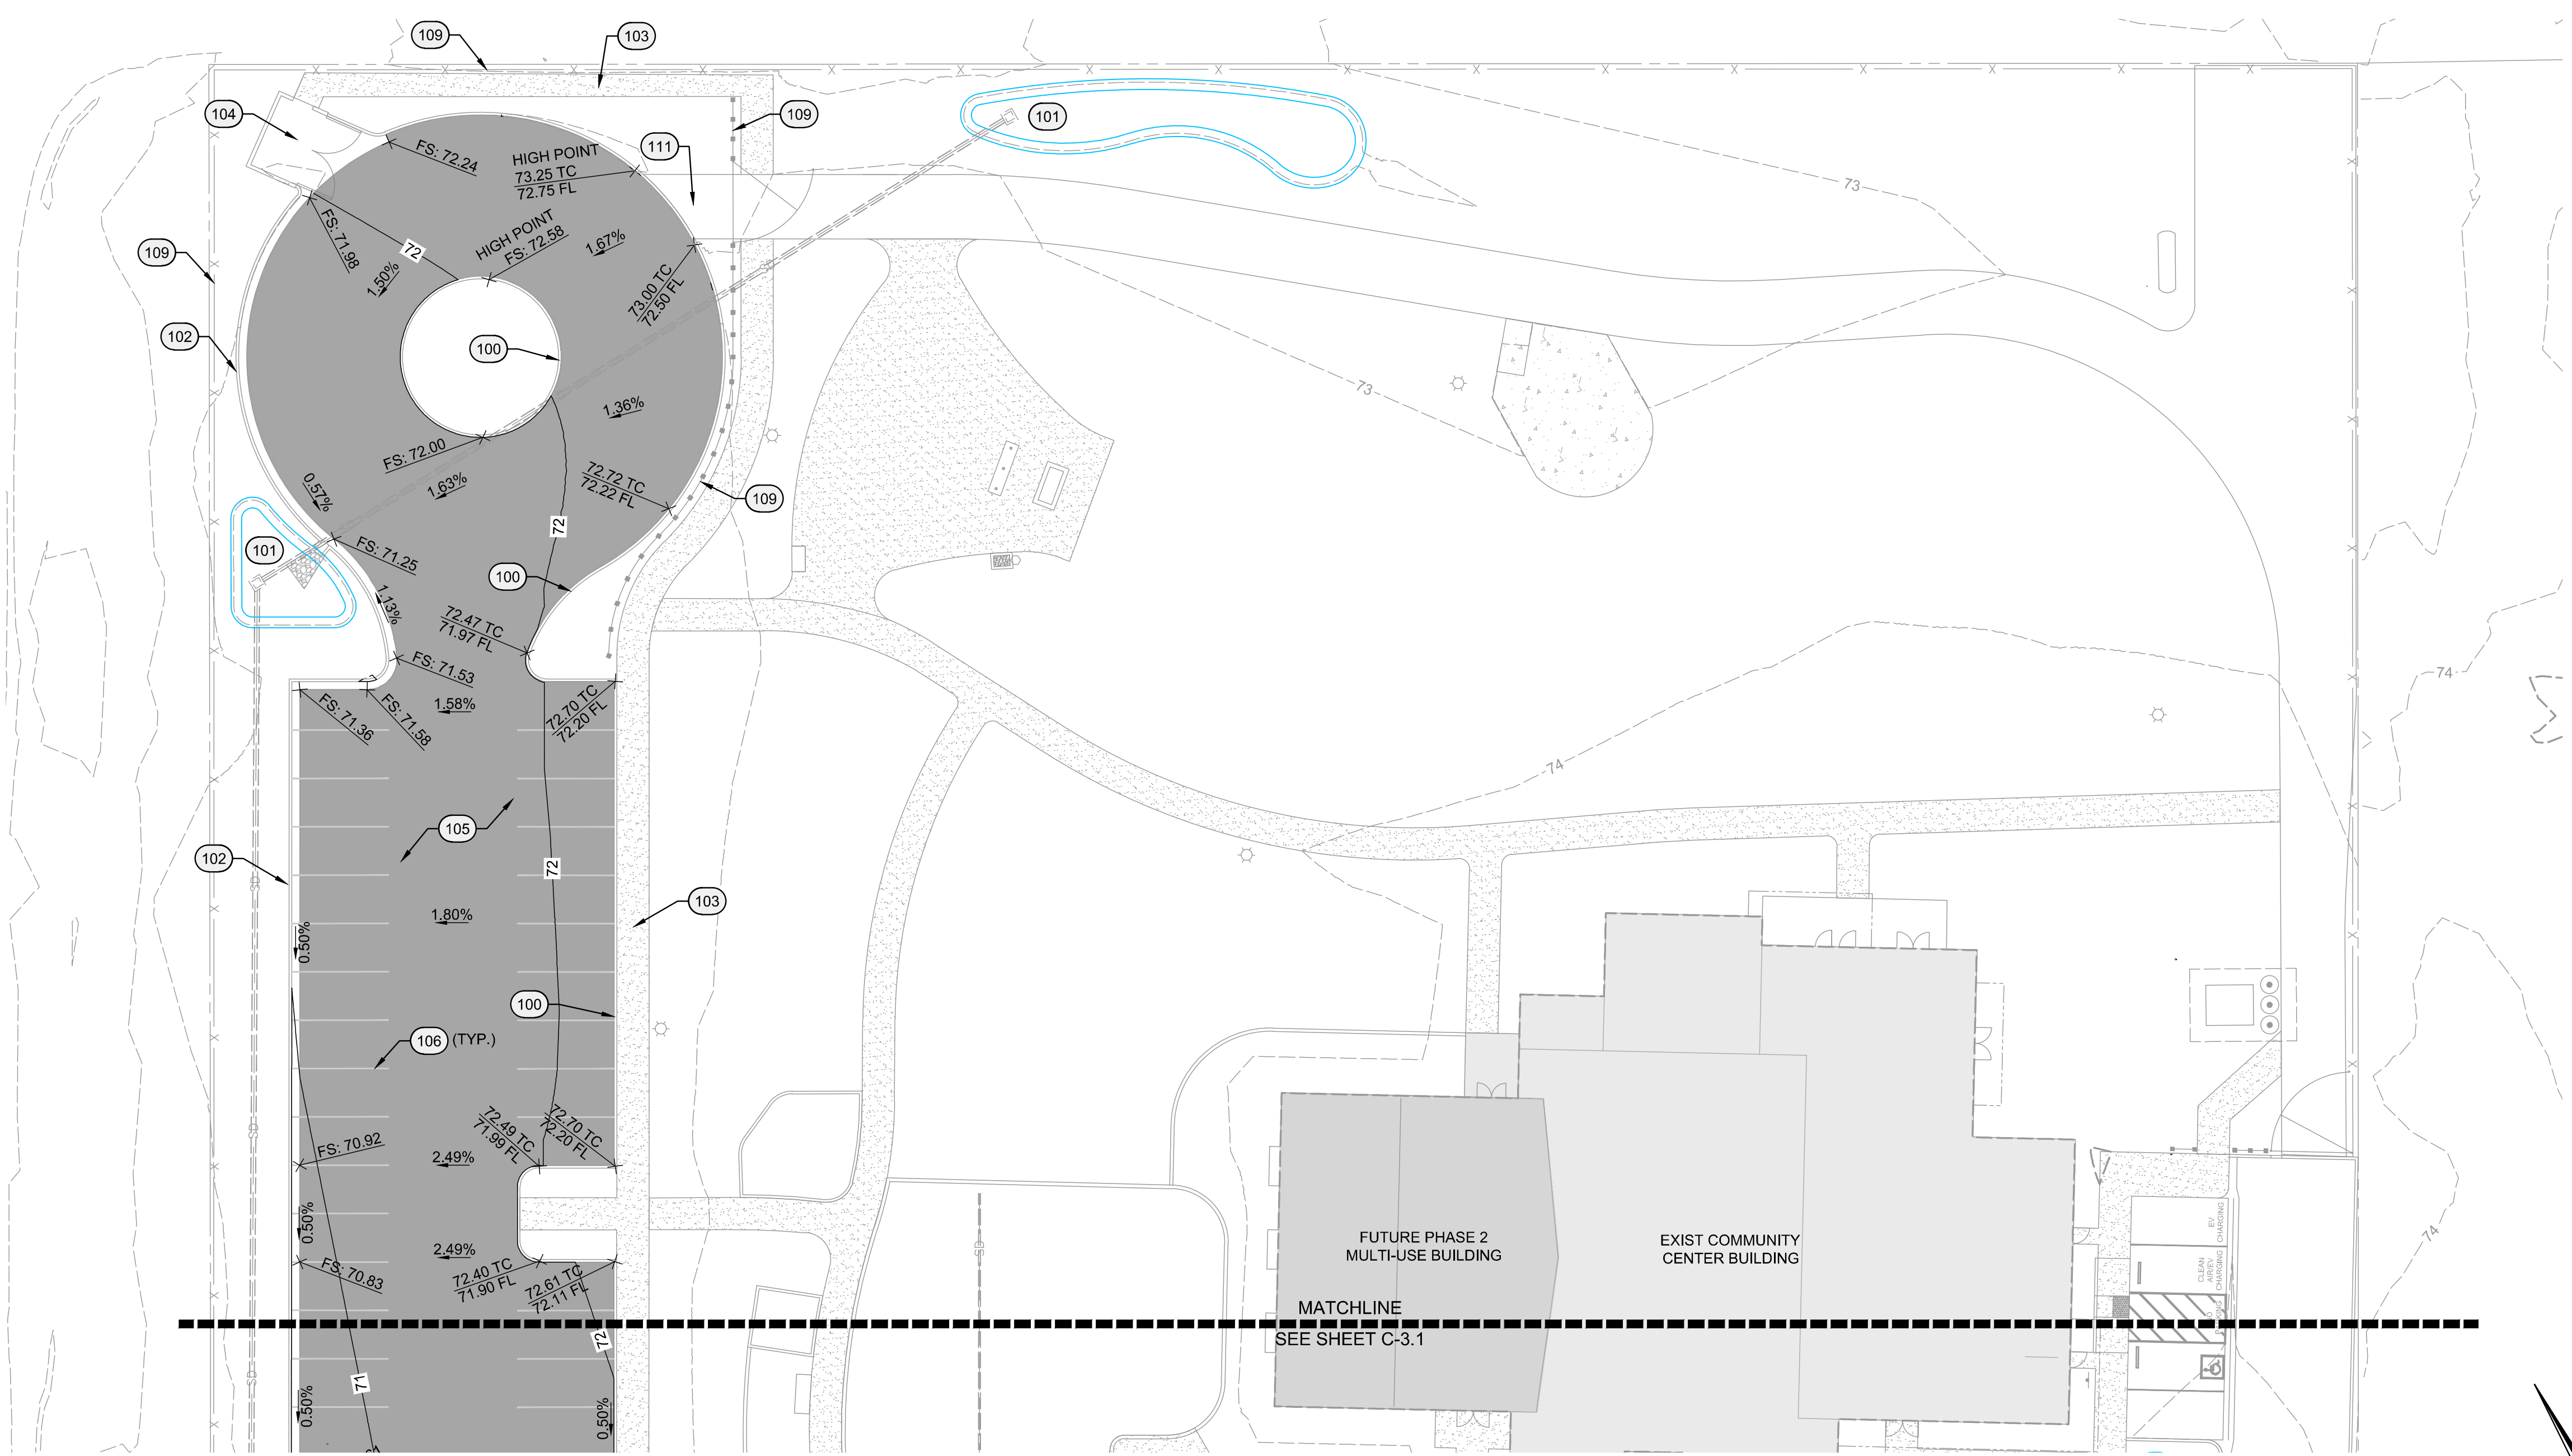 109
103
104
109
101
111
FS: 72.24
HIGH POINT
73.25 TC
72.75 FL
73
FS: 71.98
72
HIGH POINT
FS: 72.58
1.67%
109
1.50%
73.00 TC
72.50 FL
102
100
73
1.36%
FS: 72.00
1.63%
0.57%
72.72 TC
72.22 FL
109
72
101
FS: 71.25
100
1.13%
72.47 TC
71.97 FL
FS: 71.53
74
FS: 71.36
FS: 71.58
1.58%
72.70 TC
72.20 FL
74
105
72
102
SD
103
1.80%
0.50%
100
106 (TYP.)
SD
72.49 TC
71.99 FL
72.70 TC
72.20 FL
FS: 70.92
2.49%
0.50%
2.49%
FS: 70.83
72.40 TC
71.90 FL
72.61 TC
72.11 FL
SD
FUTURE PHASE 2
MULTI-USE BUILDING
EXIST COMMUNITY
CENTER BUILDING
EV
CHARGING
CLEAN
AIR/EV
CHARGING
NO
PARKING
74
MATCHLINE
SEE SHEET C-3.1
72
71
SD
0.50%
0.50%